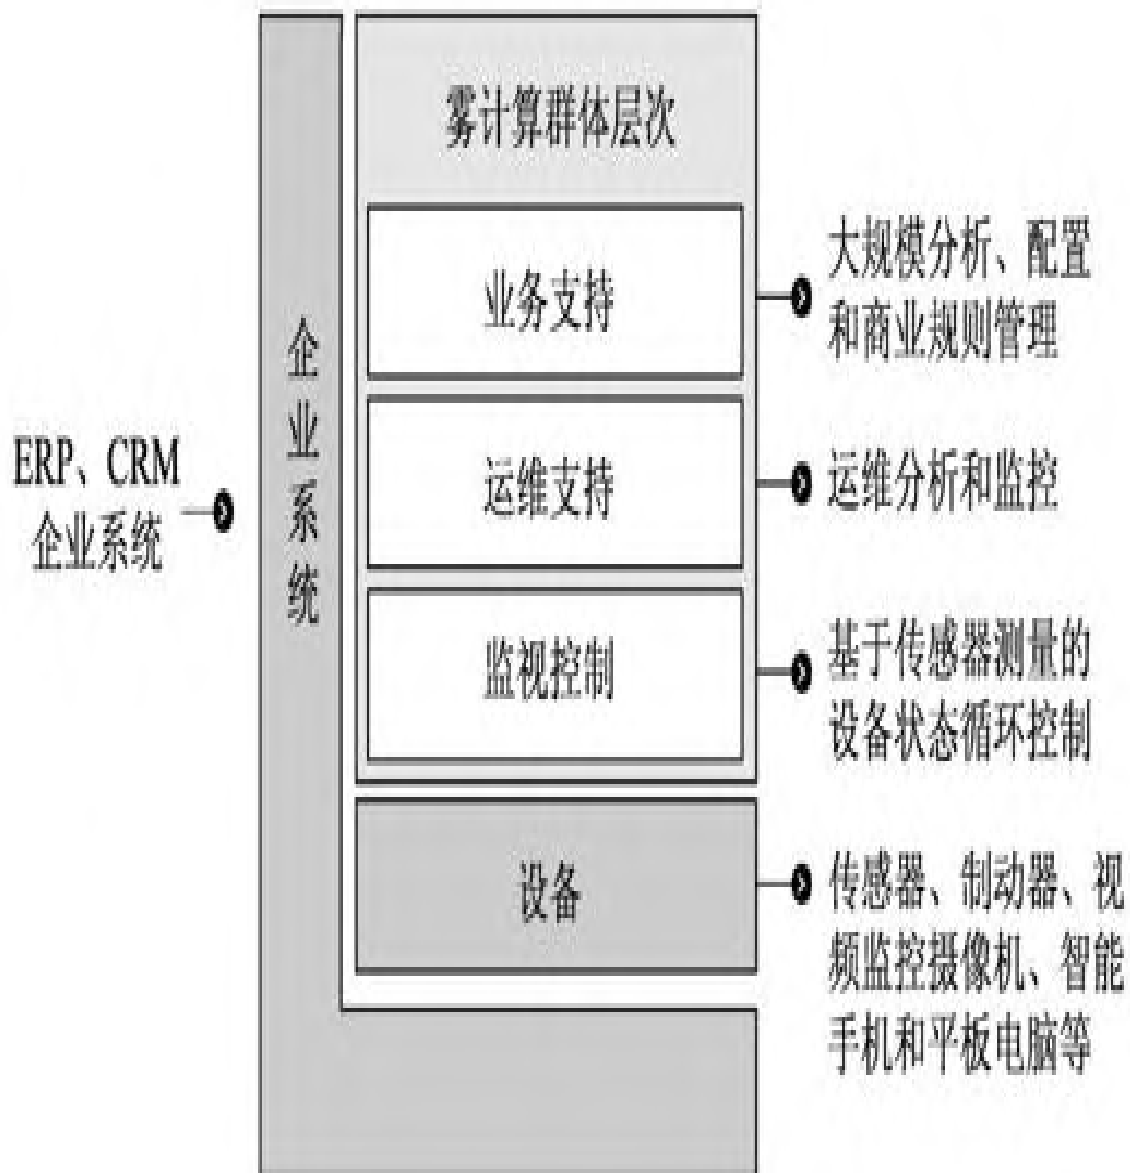 雾计算群体层次
业务支持
大规模分析、配置
和商业规则管理
企业系统
ERP、CRM
企业系统
运维支持
运维分析和监控
监视控制
基于传感器测量的
设备状态循环控制
设备
传感器、制动器、视
频监控摄像机、智能
手机和平板电脑等